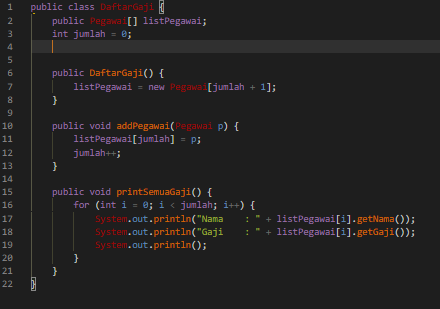 1 public class DaftarGaji {
2     public Pegawai[] listPegawai;
3     int jumlah = 0;
4
5
6     public DaftarGaji() {
7         listPegawai = new Pegawai[jumlah + 1];
8     }
9
10     public void addPegawai(Pegawai p) {
11         listPegawai[jumlah] = p;
12         jumlah++;
13     }
14
15     public void printSemuaGaji() {
16         for (int i = 0; i < jumlah; i++) {
17             System.out.println("Nama    : " + listPegawai[i].getNama());
18             System.out.println("Gaji    : " + listPegawai[i].getGaji());
19             System.out.println();
20         }
21     }
22 }